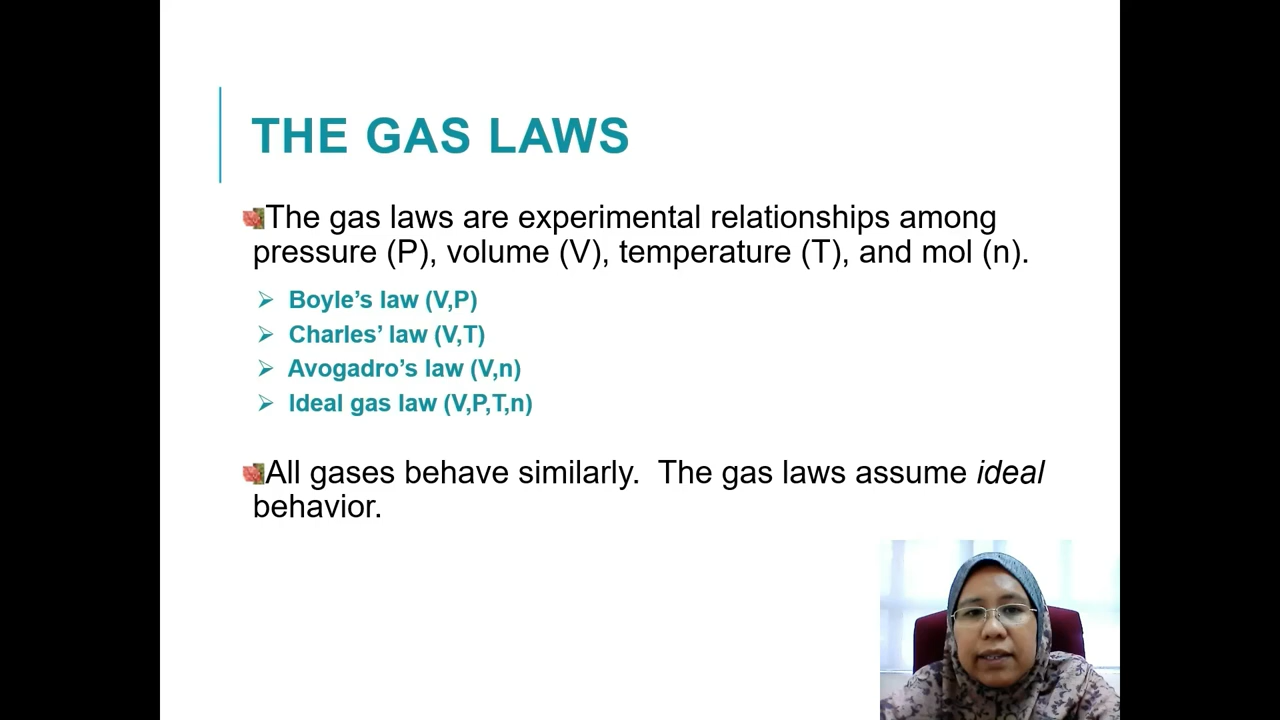 THE GAS LAWS
The gas laws are experimental relationships among
pressure (P), volume (V), temperature (T), and mol (n).
Boyle’s law (V,P)
Charles’ law (V,T)
Avogadro’s law (V,n)
Ideal gas law (V,P,T,n)
All gases behave similarly.  The gas laws assume ideal
behavior.